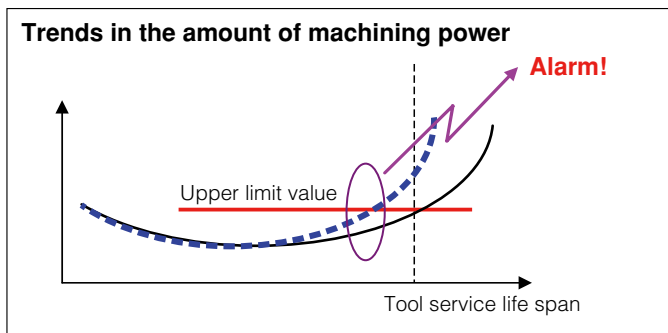 Trends in the amount of machining power
Alarm!
Upper limit value
Tool service life span